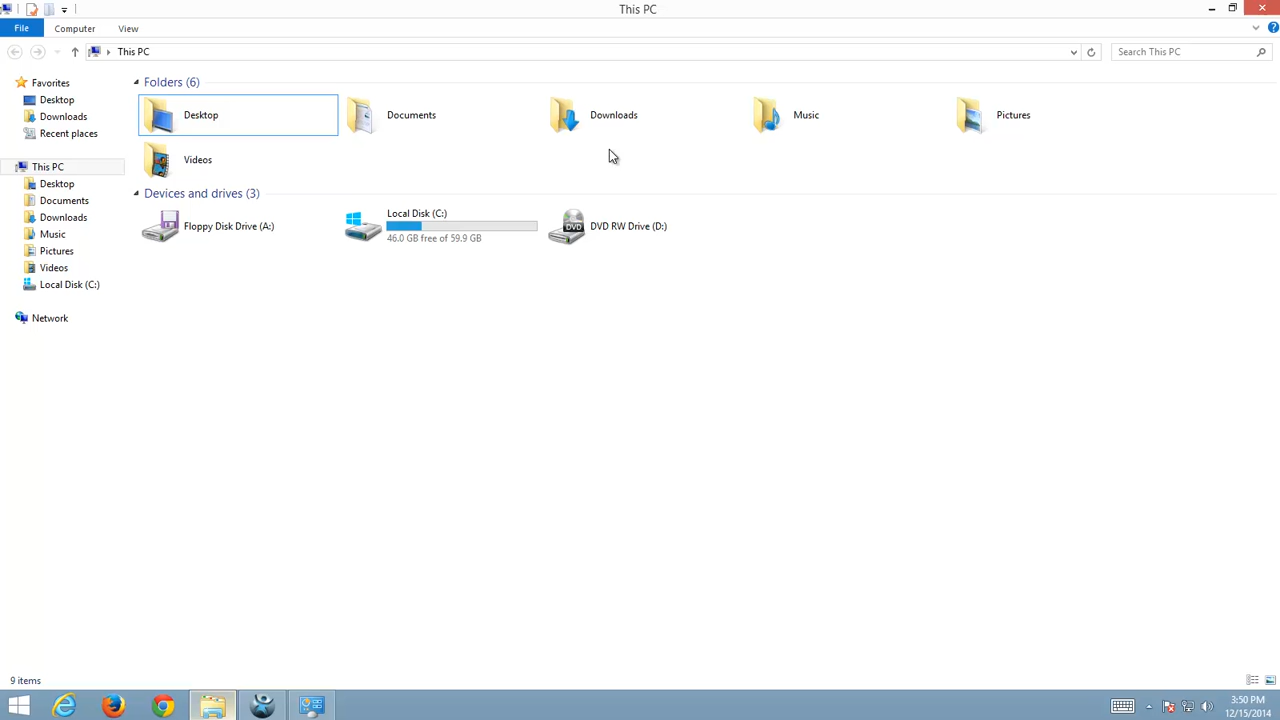 This PC
File
Computer
View
This PC
Search This PC
Favorites
Desktop
Downloads
Recent places
This PC
Desktop
Documents
Downloads
Music
Pictures
Videos
Local Disk (C:)
Network
Folders (6)
Desktop
Documents
Downloads
Music
Pictures
Videos
Devices and drives (3)
Floppy Disk Drive (A:)
Local Disk (C:)
46.0 GB free of 59.9 GB
DVD
DVD RW Drive (D:)
9 items
3:50 PM
12/15/2014